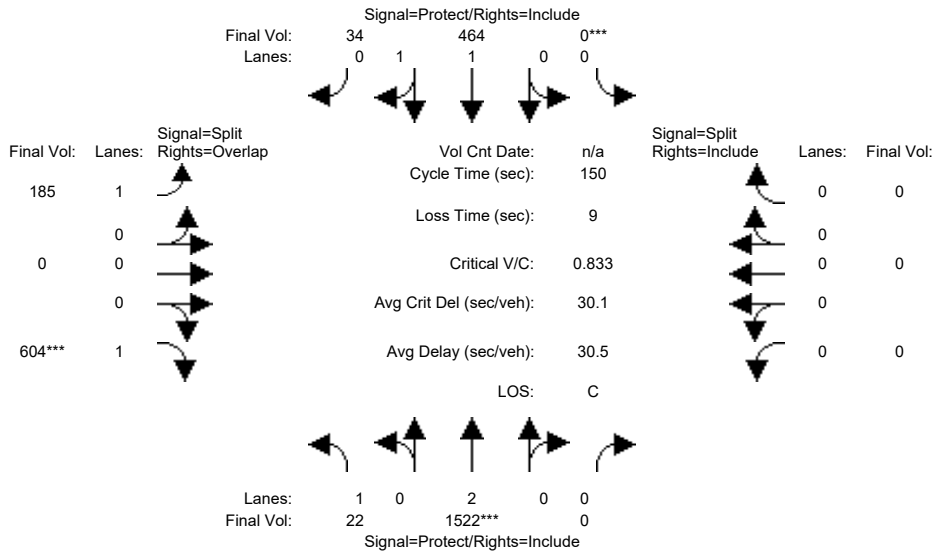 Signal=Protect/Rights=Include
Final Vol: 34 464 0***
Lanes: 0 1 1 0 0
Signal=Split
Final Vol: Lanes: Rights=Overlap
Vol Cnt Date: n/a
Signal=Split
Rights=Include Lanes: Final Vol:
185 1
Cycle Time (sec): 150
0 0
0
Loss Time (sec): 9
0
0 0
Critical V/C: 0.833
0 0
0
Avg Crit Del (sec/veh): 30.1
0
604*** 1
Avg Delay (sec/veh): 30.5
0 0
LOS: C
Lanes: 1 0 2 0 0
Final Vol: 22 1522*** 0
Signal=Protect/Rights=Include